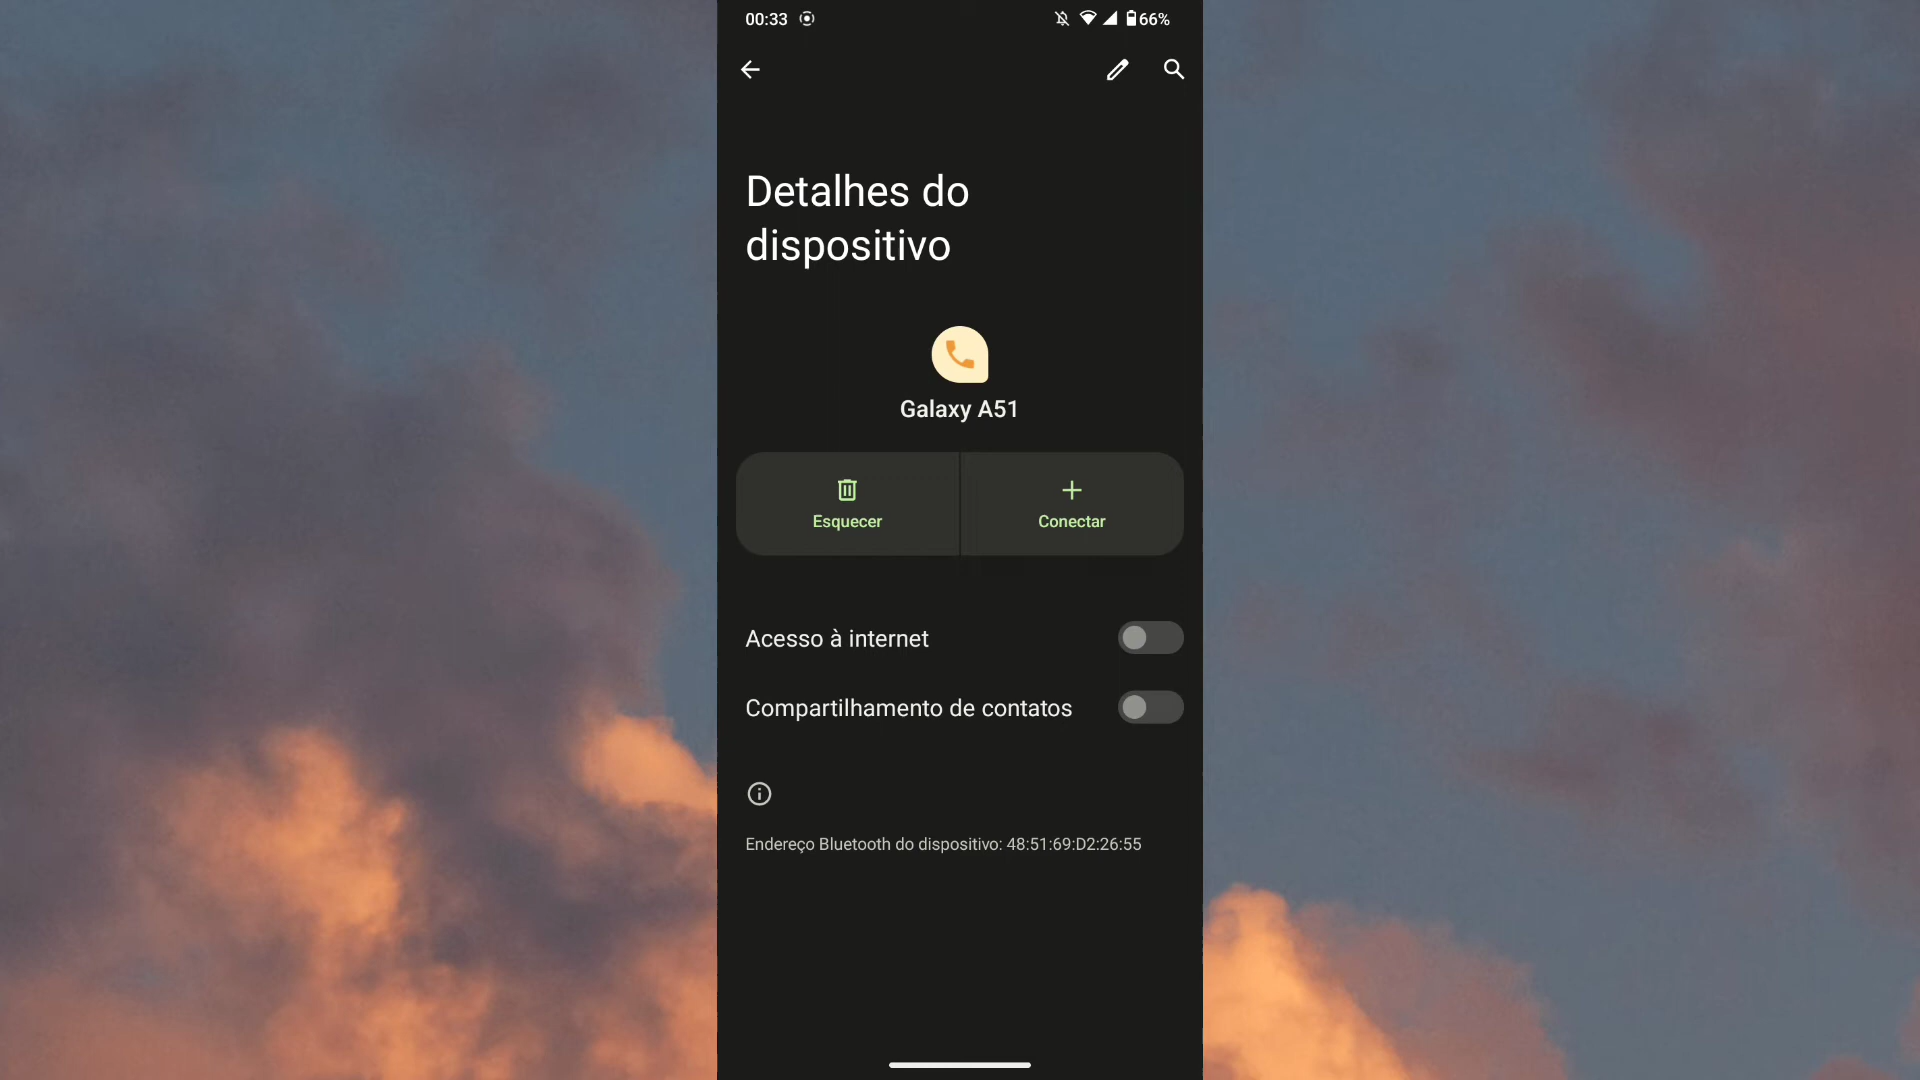 00:33 66%
Detalhes do
dispositivo
Galaxy A51
Esquecer Conectar
Acesso à internet
Compartilhamento de contatos
Endereço Bluetooth do dispositivo: 48:51:69:D2:26:55